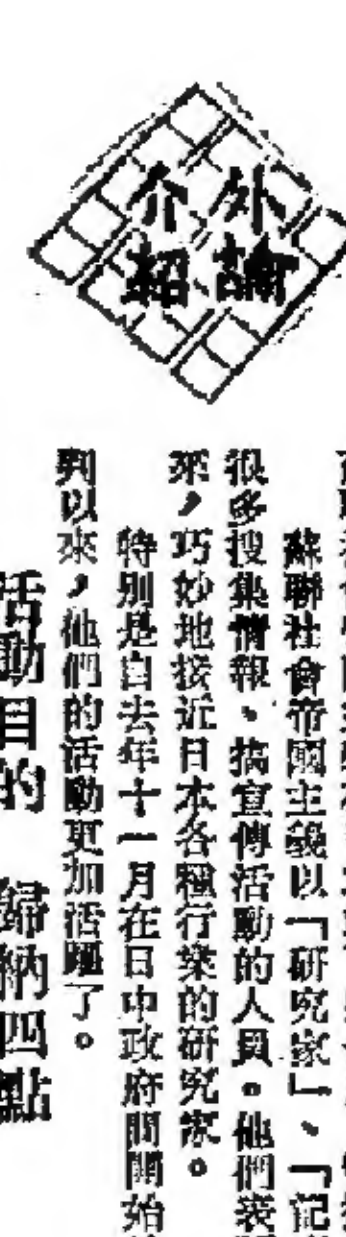 外論
介紹
蘇聯社會帝國主義以「研究家」、「记
很多搜集情報、搞宣傳活動的人員。他們表
來，巧妙地接近日本各種行業的研究家。
特别是自去年十一月在日中政府間開始
判以來，他們的活動更加活躍了。
活動目的 歸納四點